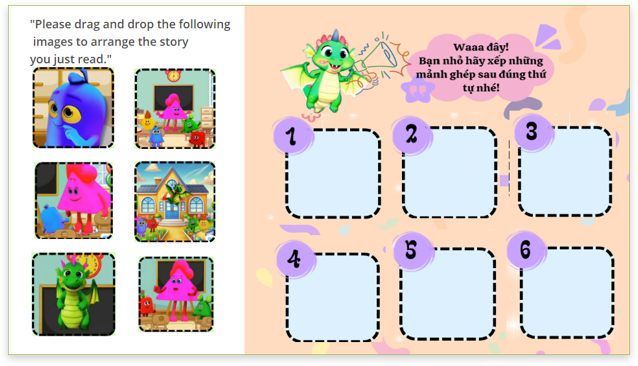 "Please drag and drop the following
images to arrange the story
you just read."
Waaa đây!
Bạn nhỏ hãy xếp những
mảnh ghép sau đúng thứ
tự nhé!
1
2
3
4
5
6